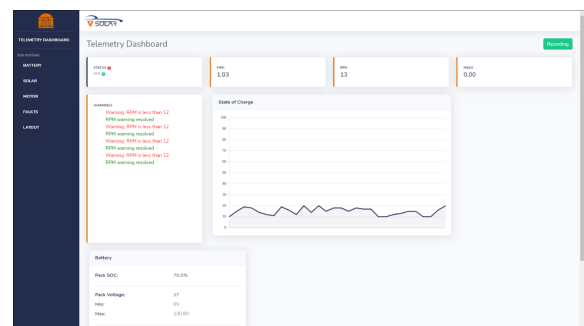 V SOLAR
TELEMETRY DASHBOARD
SUB-SYSTEMS
BATTERY
SOLAR
MOTOR
FAULTS
LAYOUT
Telemetry Dashboard
Recording
STATUS
MPH
1.03
RPM
13
MILES
0.00
WARNINGS
Warning: RPM is less than 12
RPM warning resolved
Warning: RPM is less than 12
RPM warning resolved
Warning: RPM is less than 12
RPM warning resolved
Warning: RPM is less than 12
RPM warning resolved
State of Charge
100
90
80
70
60
50
40
30
20
10
0
Battery
Pack SOC: 79.0%
Pack Voltage: 17
Min: 0V
Max: 130.8V